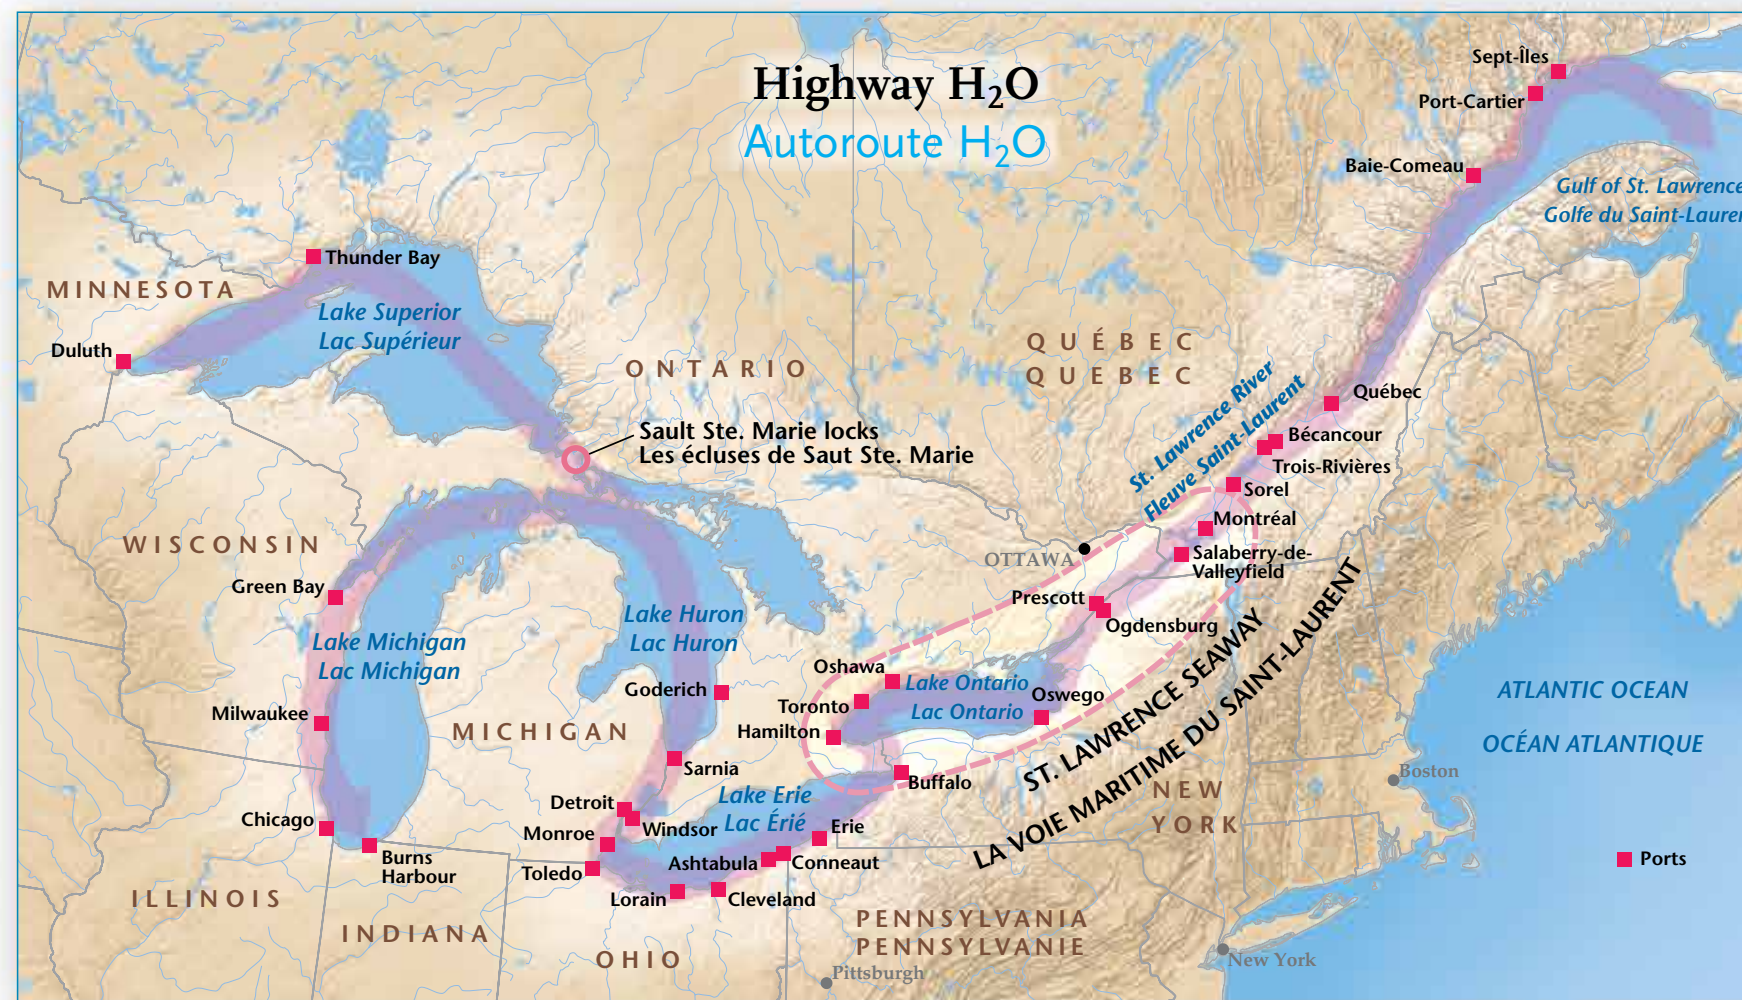 Highway H₂O
Autoroute H₂O
Sept-Îles
Port-Cartier
Baie-Comeau
Gulf of St. Lawrence
Golfe du Saint-Lauren
Thunder Bay
MINNESOTA
Lake Superior
Lac Supérieur
Duluth
ONTARIO
QUÉBEC
QUEBEC
St. Lawrence River
Fleuve Saint-Laurent
Québec
Sault Ste. Marie locks
Les écluses de Saut Ste. Marie
Bécancour
Trois-Rivières
Sorel
Montréal
WISCONSIN
OTTAWA
Salaberry-de-
Valleyfield
Green Bay
Prescott
Ogdensburg
Lake Huron
Lac Huron
Lake Michigan
Lac Michigan
Oshawa
Lake Ontario
Lac Ontario
Oswego
Goderich
Toronto
Milwaukee
MICHIGAN
Hamilton
ST. LAWRENCE SEAWAY
LA VOIE MARITIME DU SAINT-LAURENT
ATLANTIC OCEAN
OCÉAN ATLANTIQUE
Sarnia
Buffalo
Boston
Lake Erie
Lac Érié
NEW
YORK
Detroit
Windsor
Chicago
Monroe
Erie
Burns
Harbour
Toledo
Ashtabula
Conneaut
Ports
Lorain
Cleveland
ILLINOIS
INDIANA
OHIO
PENNSYLVANIA
PENNSYLVANIE
Pittsburgh
New York